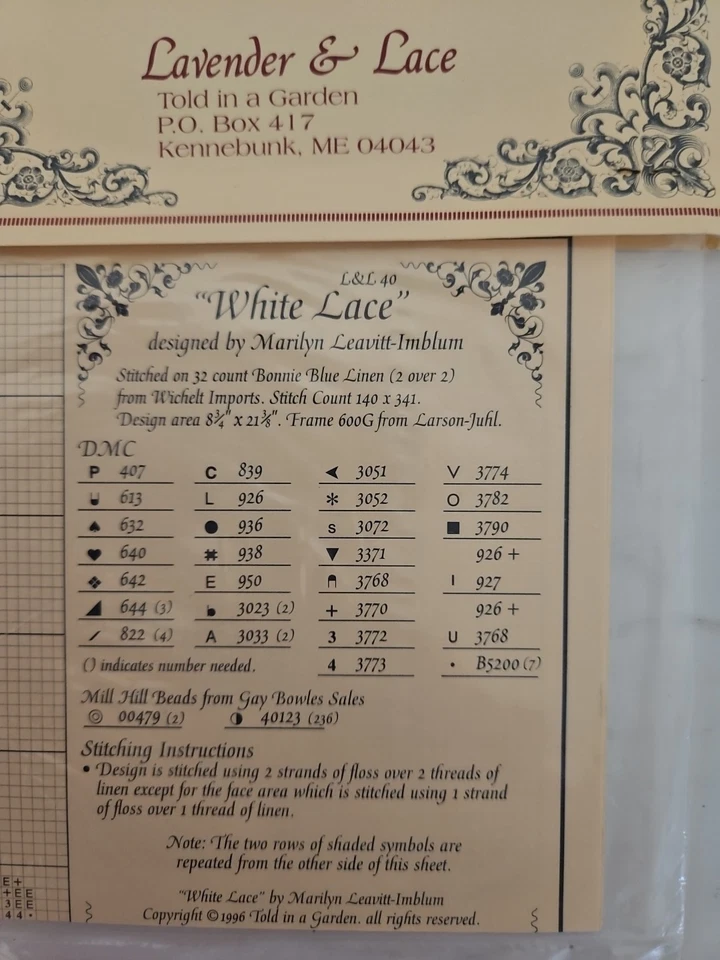 Lavender & Lace
Told in a Garden
P.O. Box 417
Kennebunk, ME 04043
L&L 40
"White Lace"
designed by Marilyn Leavitt-Imblum
Stitched on 32 count Bonnie Blue Linen (2 over 2)
from Wichelt Imports. Stitch Count 140 x 341.
Design area 8¾" x 21⅜". Frame 600G from Larson-Juhl.
DMC
P 407 C 839 ⮜ 3051 V 3774
613 L 926 * 3052 O 3782
♠ 632 ● 936 s 3072 ■ 3790
♥ 640 # 938 ▼ 3371 926 +
❖ 642 E 950 3768 I 927
◢ 644 (3) 3023 (2) + 3770 926 +
/ 822 (4) A 3033 (2) 3 3772 U 3768
() indicates number needed. 4 3773 • B5200 (7)
Mill Hill Beads from Gay Bowles Sales
◎ 00479 (2) ◑ 40123 (236)
Stitching Instructions
• Design is stitched using 2 strands of floss over 2 threads of
linen except for the face area which is stitched using 1 strand
of floss over 1 thread of linen.
Note: The two rows of shaded symbols are
repeated from the other side of this sheet.
"White Lace" by Marilyn Leavitt-Imblum
Copyright © 1996 Told in a Garden. all rights reserved.
E +
+ E E
3 E E
4 4 •